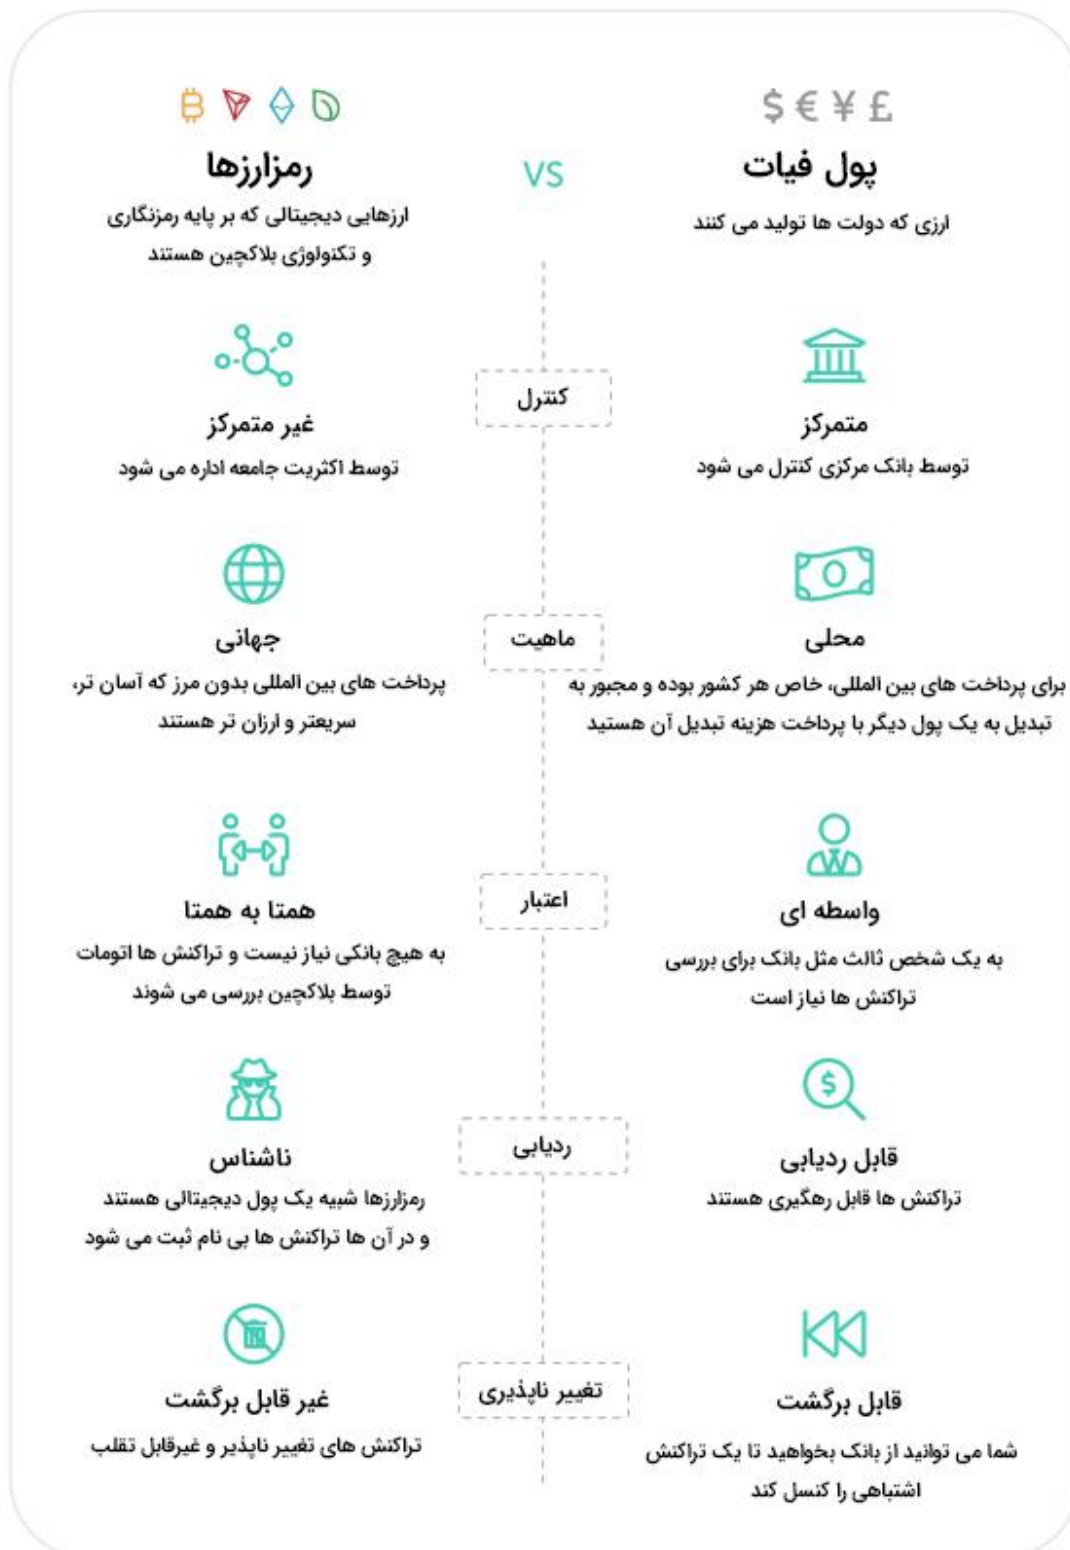 $ € ¥ £
پول فیات
ارزی که دولت ها تولید می کنند
VS
رمزارزها
ارزهایی دیجیتالی که بر پایه رمزنگاری
و تکنولوژی بلاکچین هستند
کنترل
متمرکز
توسط بانک مرکزی کنترل می شود
غیر متمرکز
توسط اکثریت جامعه اداره می شود
ماهیت
محلی
برای پرداخت های بین المللی، خاص هر کشور بوده و مجبور به
تبدیل به یک پول دیگر با پرداخت هزینه تبدیل آن هستید
جهانی
پرداخت های بین المللی بدون مرز که آسان تر،
سریعتر و ارزان تر هستند
اعتبار
واسطه ای
به یک شخص ثالث مثل بانک برای بررسی
تراکنش ها نیاز است
همتا به همتا
به هیچ بانکی نیاز نیست و تراکنش ها اتومات
توسط بلاکچین بررسی می شوند
ردیابی
$
قابل ردیابی
تراکنش ها قابل رهگیری هستند
ناشناس
رمزارزها شبیه یک پول دیجیتالی هستند
و در آن ها تراکنش ها بی نام ثبت می شود
تغییر ناپذیری
قابل برگشت
شما می توانید از بانک بخواهید تا یک تراکنش
اشتباهی را کنسل کند
غیر قابل برگشت
تراکنش های تغییر ناپذیر و غیرقابل تقلب